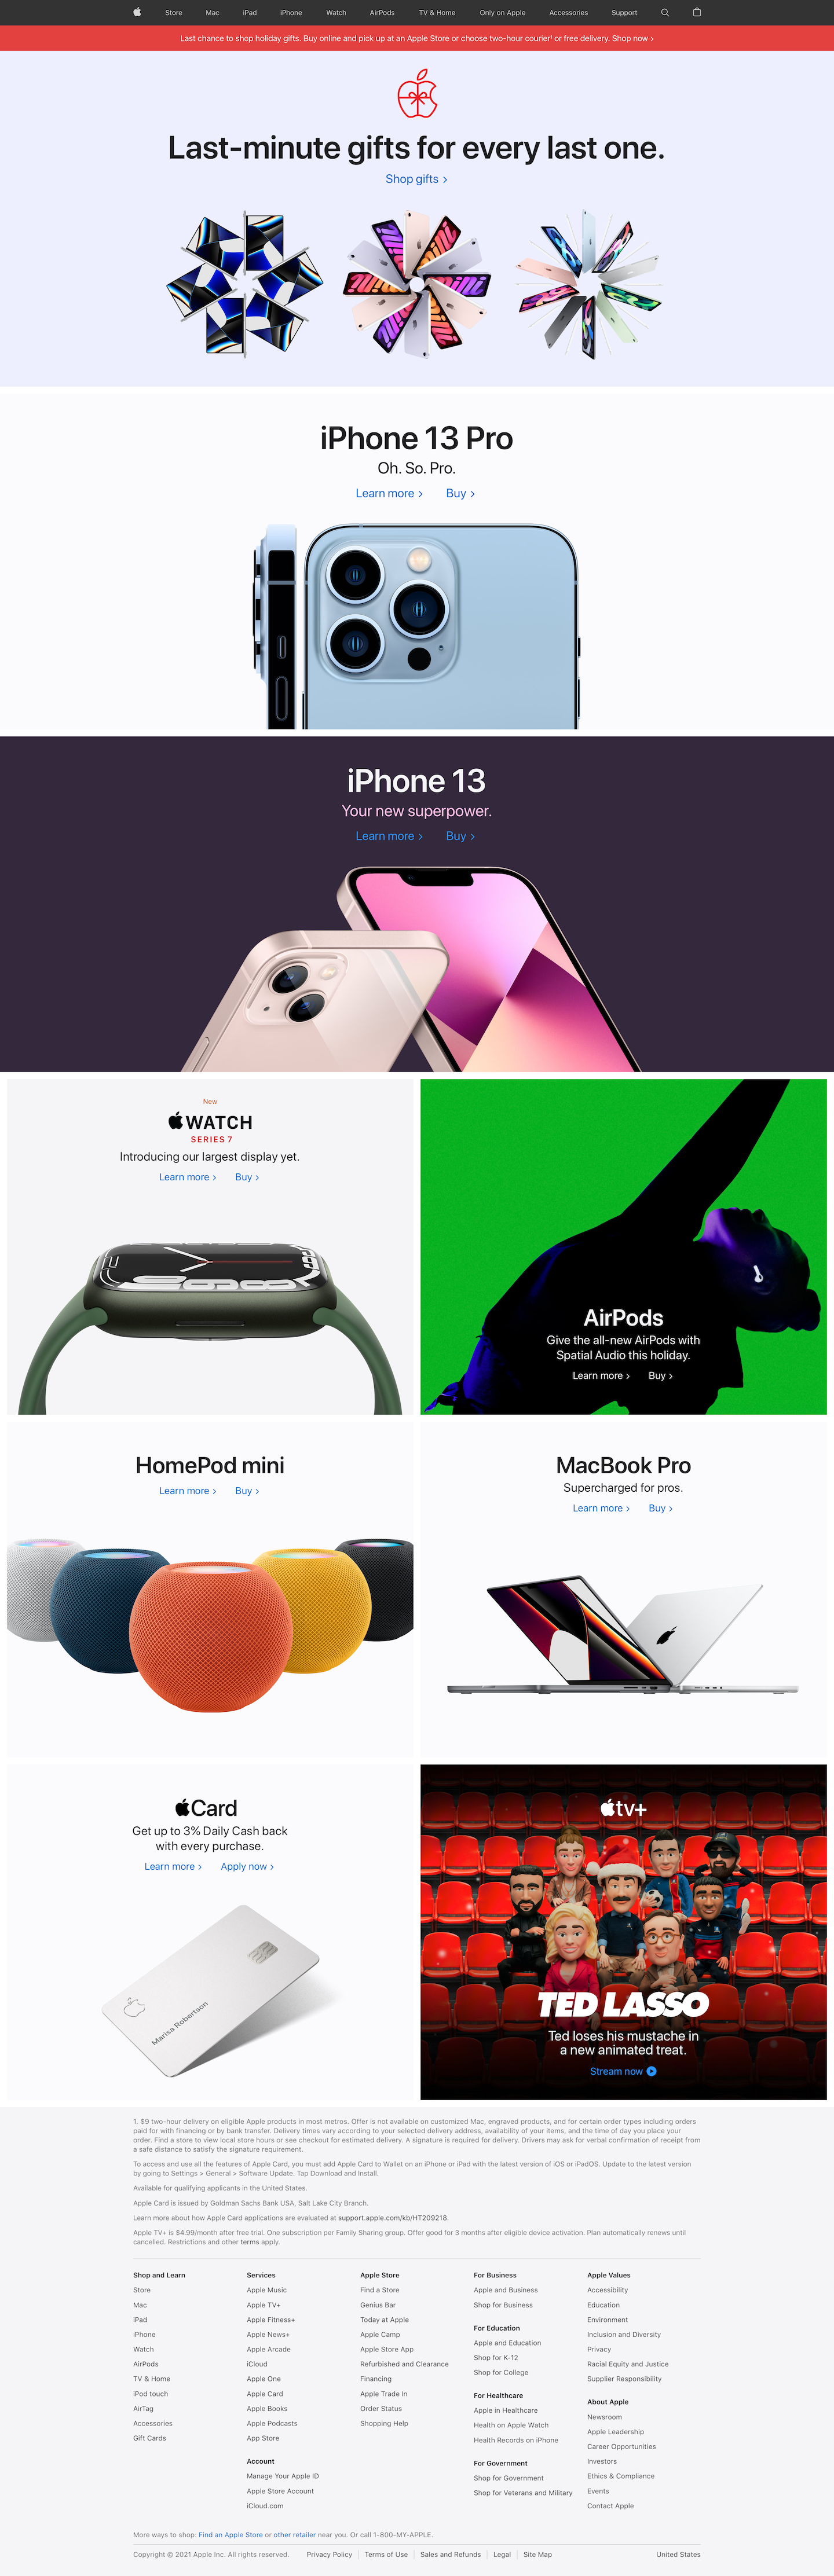 Store Mac iPad iPhone Watch AirPods TV & Home Only on Apple Accessories Support
Last chance to shop holiday gifts. Buy online and pick up at an Apple Store or choose two-hour courier¹ or free delivery. Shop now >
Last-minute gifts for every last one.
Shop gifts >
iPhone 13 Pro
Oh. So. Pro.
Learn more > Buy >
iPhone 13
Your new superpower.
Learn more > Buy >
New
WATCH
SERIES 7
Introducing our largest display yet.
Learn more > Buy >
AirPods
Give the all-new AirPods with
Spatial Audio this holiday.
Learn more > Buy >
HomePod mini
Learn more > Buy >
MacBook Pro
Supercharged for pros.
Learn more > Buy >
Card
Get up to 3% Daily Cash back
with every purchase.
Learn more > Apply now >
Marisa Robertson
tv+
TED LASSO
Ted loses his mustache in
a new animated treat.
Stream now
1. $9 two-hour delivery on eligible Apple products in most metros. Offer is not available on customized Mac, engraved products, and for certain order types including orders
paid for with financing or by bank transfer. Delivery times vary according to your selected delivery address, availability of your items, and the time of day you place your
order. Find a store to view local store hours or see checkout for estimated delivery. A signature is required for delivery. Drivers may ask for verbal confirmation of receipt from
a safe distance to satisfy the signature requirement.
To access and use all the features of Apple Card, you must add Apple Card to Wallet on an iPhone or iPad with the latest version of iOS or iPadOS. Update to the latest version
by going to Settings > General > Software Update. Tap Download and Install.
Available for qualifying applicants in the United States.
Apple Card is issued by Goldman Sachs Bank USA, Salt Lake City Branch.
Learn more about how Apple Card applications are evaluated at support.apple.com/kb/HT209218.
Apple TV+ is $4.99/month after free trial. One subscription per Family Sharing group. Offer good for 3 months after eligible device activation. Plan automatically renews until
cancelled. Restrictions and other terms apply.
Shop and Learn
Store
Mac
iPad
iPhone
Watch
AirPods
TV & Home
iPod touch
AirTag
Accessories
Gift Cards
Services
Apple Music
Apple TV+
Apple Fitness+
Apple News+
Apple Arcade
iCloud
Apple One
Apple Card
Apple Books
Apple Podcasts
App Store
Account
Manage Your Apple ID
Apple Store Account
iCloud.com
Apple Store
Find a Store
Genius Bar
Today at Apple
Apple Camp
Apple Store App
Refurbished and Clearance
Financing
Apple Trade In
Order Status
Shopping Help
For Business
Apple and Business
Shop for Business
For Education
Apple and Education
Shop for K-12
Shop for College
For Healthcare
Apple in Healthcare
Health on Apple Watch
Health Records on iPhone
For Government
Shop for Government
Shop for Veterans and Military
Apple Values
Accessibility
Education
Environment
Inclusion and Diversity
Privacy
Racial Equity and Justice
Supplier Responsibility
About Apple
Newsroom
Apple Leadership
Career Opportunities
Investors
Ethics & Compliance
Events
Contact Apple
More ways to shop: Find an Apple Store or other retailer near you. Or call 1-800-MY-APPLE.
Copyright © 2021 Apple Inc. All rights reserved. Privacy Policy Terms of Use Sales and Refunds Legal Site Map United States